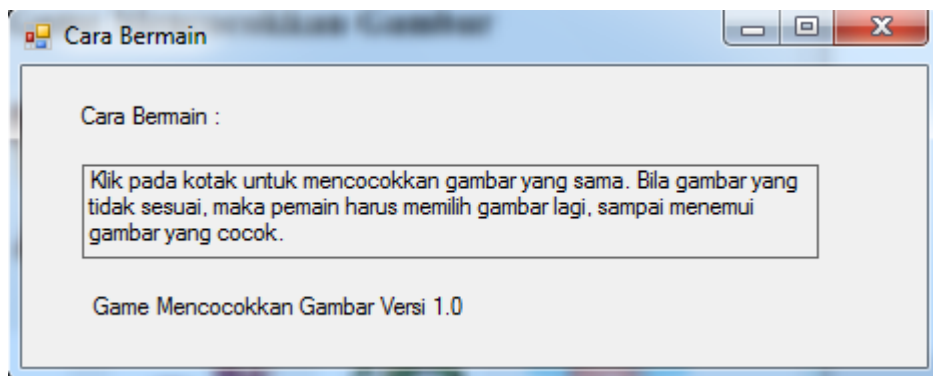 Cara Bermain
Cara Bermain :
Klik pada kotak untuk mencocokkan gambar yang sama. Bila gambar yang
tidak sesuai, maka pemain harus memilih gambar lagi, sampai menemui
gambar yang cocok.
Game Mencocokkan Gambar Versi 1.0